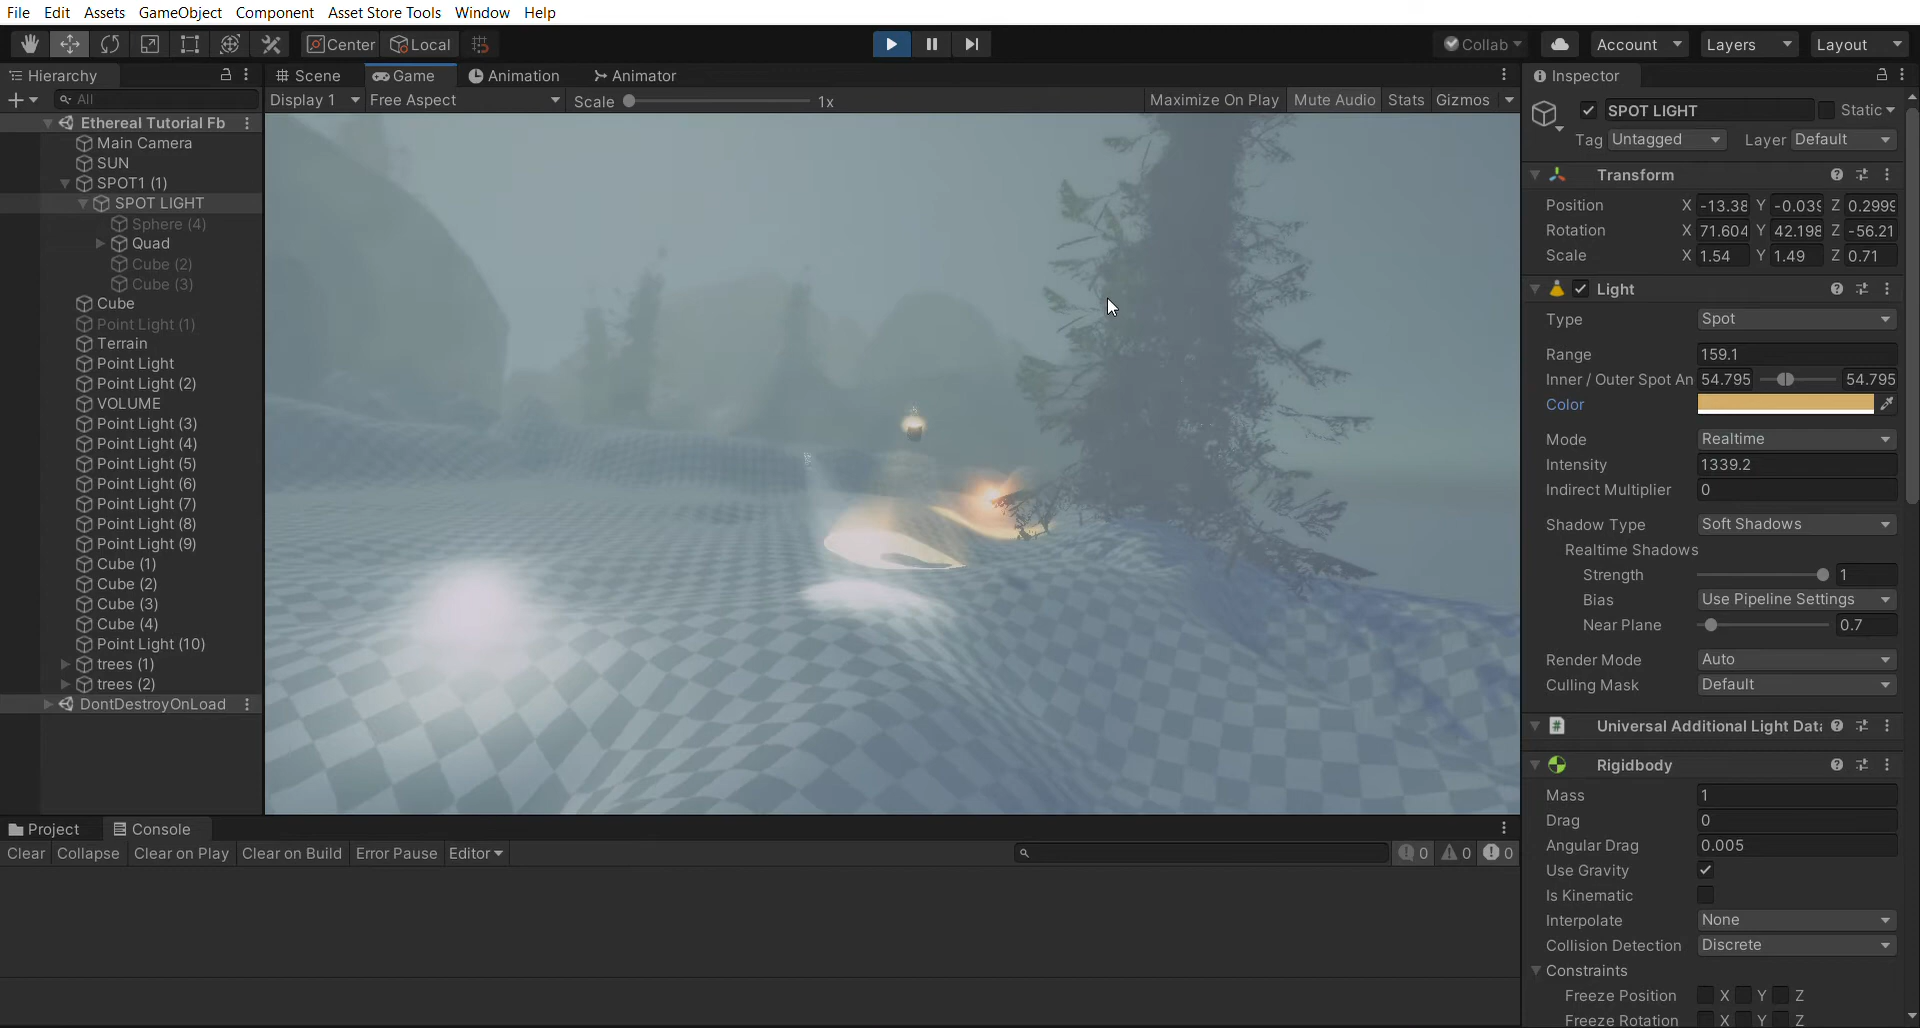 File Edit Assets GameObject Component Asset Store Tools Window Help
Center Local Collab Account Layers Layout
Hierarchy Scene Game Animation Animator Inspector
All Display 1 Free Aspect Scale 1x Maximize On Play Mute Audio Stats Gizmos
SPOT LIGHT Static
Ethereal Tutorial Fb
Tag Untagged Layer Default
Main Camera
SUN
Transform
SPOT1 (1)
Position X -13.38 Y -0.039 Z 0.2999
SPOT LIGHT
Rotation X 71.604 Y 42.198 Z -56.21
Sphere (4)
Scale X 1.54 Y 1.49 Z 0.71
Quad
Cube (2)
Light
Cube (3)
Type Spot
Cube
Point Light (1)
Range 159.1
Terrain
Inner / Outer Spot An 54.795 54.795
Point Light
Color
Point Light (2)
VOLUME
Mode Realtime
Point Light (3)
Intensity 1339.2
Point Light (4)
Indirect Multiplier 0
Point Light (5)
Point Light (6)
Shadow Type Soft Shadows
Point Light (7)
Realtime Shadows
Point Light (8)
Strength 1
Point Light (9)
Bias Use Pipeline Settings
Cube (1)
Near Plane 0.7
Cube (2)
Cube (3)
Render Mode Auto
Cube (4)
Culling Mask Default
Point Light (10)
trees (1)
Universal Additional Light Data
trees (2)
DontDestroyOnLoad
Rigidbody
Mass 1
Drag 0
Project Console
Angular Drag 0.005
Clear Collapse Clear on Play Clear on Build Error Pause Editor 0 0 0
Use Gravity
Is Kinematic
Interpolate None
Collision Detection Discrete
Constraints
Freeze Position X Y Z
Freeze Rotation X Y Z